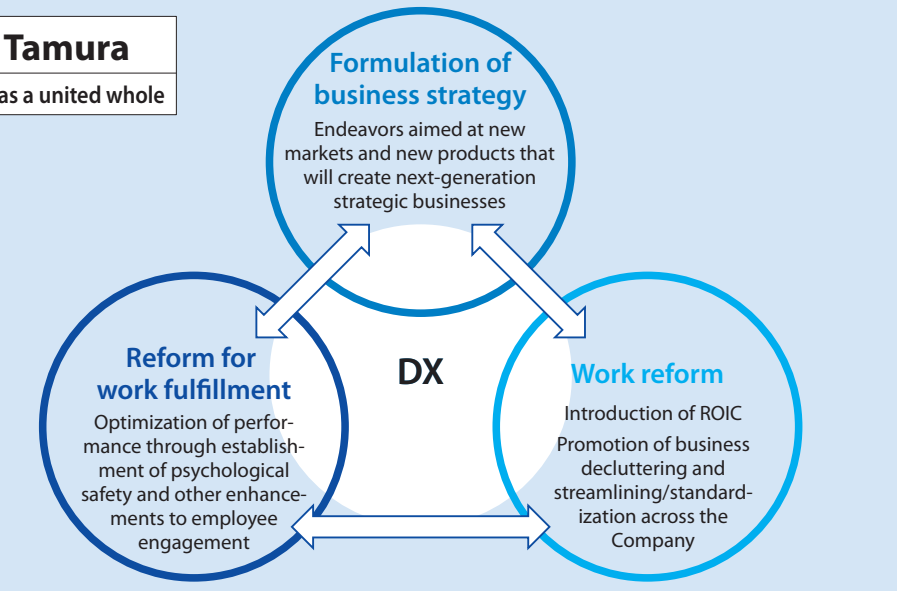 Tamura
as a united whole
Formulation of
business strategy
Endeavors aimed at new
markets and new products that
will create next-generation
strategic businesses
DX
Reform for
work fulfillment
Optimization of perfor-
mance through establish-
ment of psychological
safety and other enhance-
ments to employee
engagement
Work reform
Introduction of ROIC
Promotion of business
decluttering and
streamlining/standard-
ization across the
Company